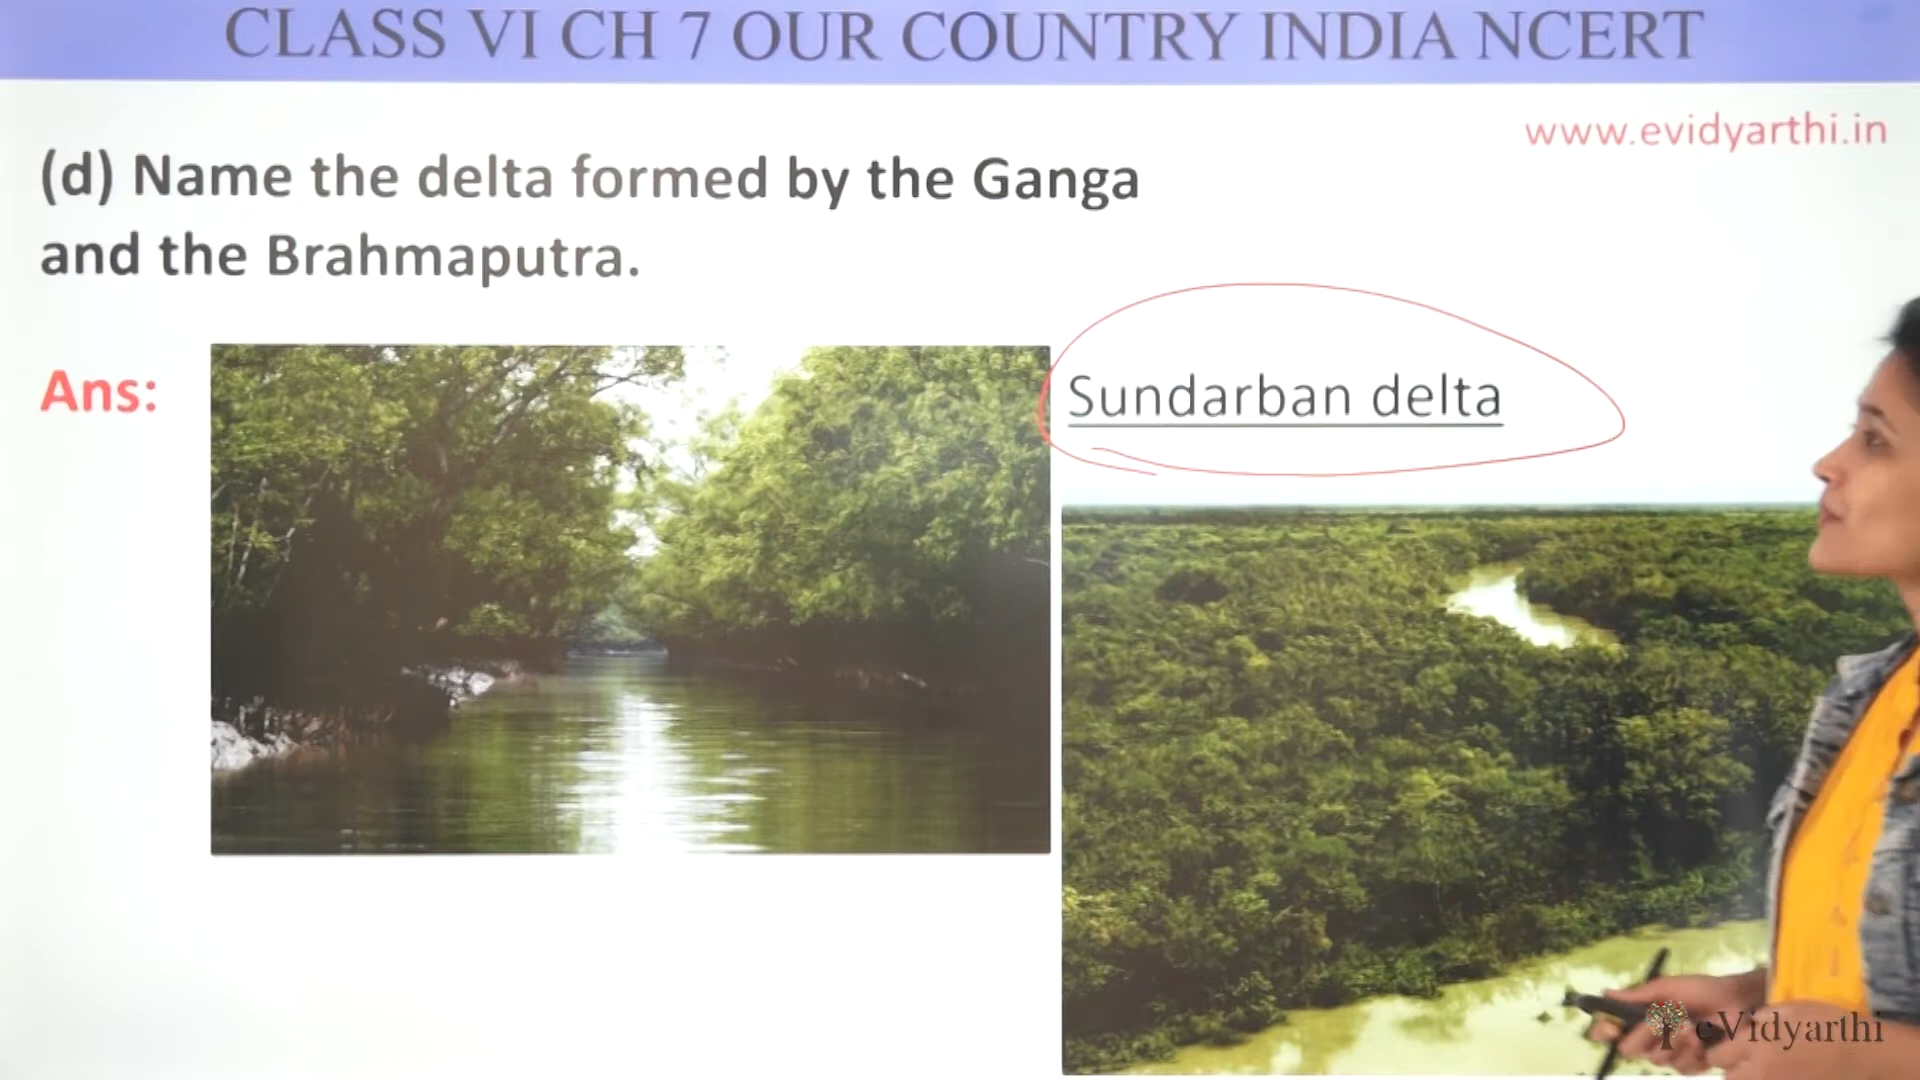 CLASS VI CH 7 OUR COUNTRY INDIA NCERT
www.evidyarthi.in
(d) Name the delta formed by the Ganga
and the Brahmaputra.
Ans:
Sundarban delta
eVidyarthi